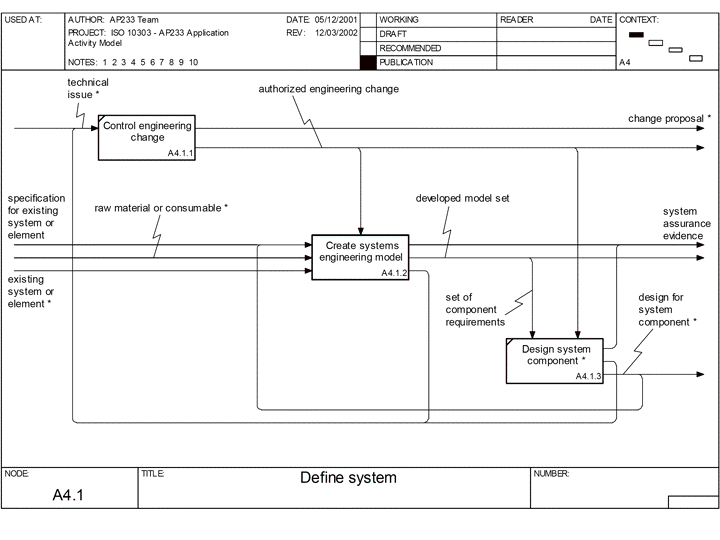 USED AT:
AUTHOR: AP233 Team
DATE: 05/12/2001
PROJECT: ISO 10303 - AP233 Application
Activity Model
REV: 12/03/2002
NOTES: 1 2 3 4 5 6 7 8 9 10
WORKING
DRAFT
RECOMMENDED
PUBLICATION
READER
DATE
CONTEXT:
A4
technical
issue *
authorized engineering change
Control engineering
change
A4.1.1
change proposal *
specification
for existing
system or
element
raw material or consumable *
developed model set
system
assurance
evidence
Create systems
engineering model
A4.1.2
existing
system or
element *
set of
component
requirements
design for
system
component *
Design system
component *
A4.1.3
NODE:
A4.1
TITLE:
Define system
NUMBER: